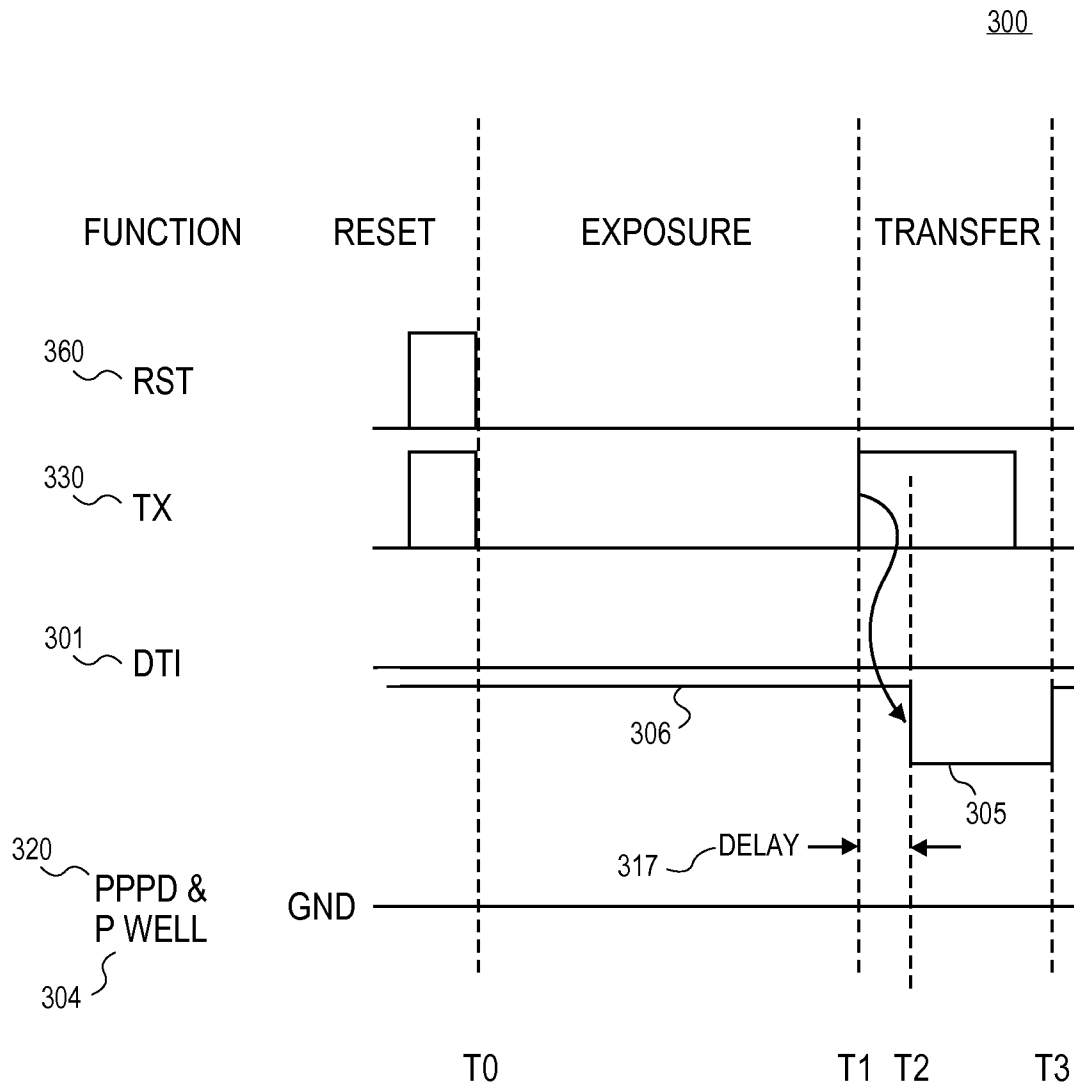 300
FUNCTION RESET EXPOSURE TRANSFER
360
RST
330
TX
301
DTI
306
305
317 DELAY
320
PPPD &
P WELL
GND
304
T0 T1 T2 T3